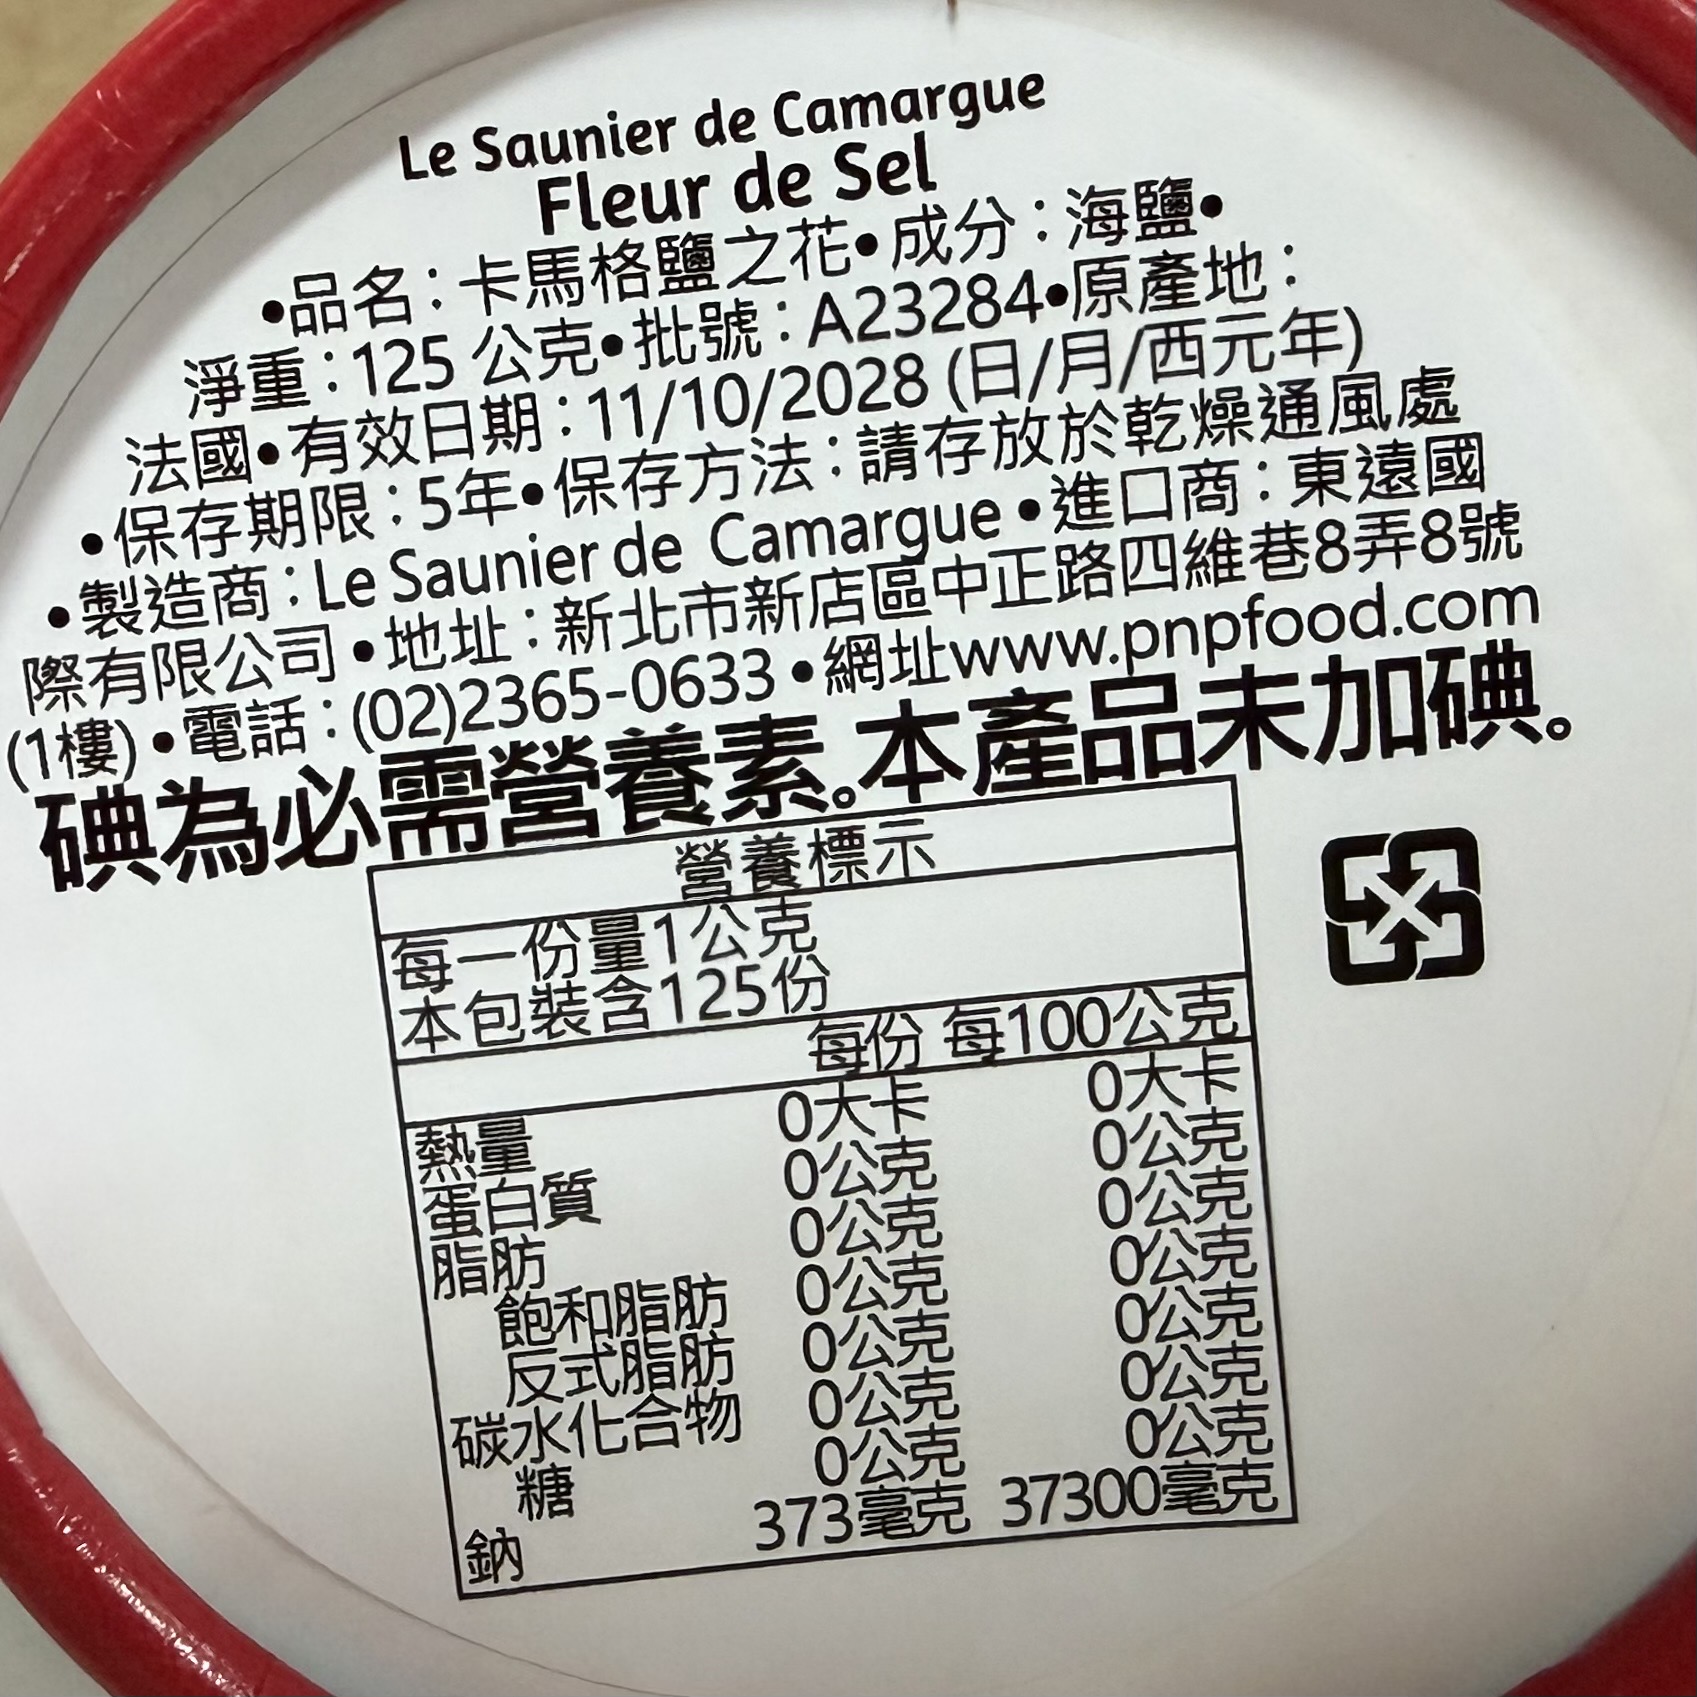 Le Saunier de Camargue
Fleur de Sel
•品名:卡馬格鹽之花•成分:海鹽•
淨重:125 公克•批號:A23284•原產地:
法國•有效日期:11/10/2028 (日/月/西元年)
•保存期限:5年•保存方法:請存放於乾燥通風處
•製造商:Le Saunier de Camargue •進口商:東遠國
際有限公司 •地址:新北市新店區中正路四維巷8弄8號
(1樓) •電話:(02)2365-0633 •網址www.pnpfood.com
碘為必需營養素。本產品未加碘。
營養標示
每一份量1公克
本包裝含125份
每份 每100公克
熱量 0大卡 0大卡
蛋白質 0公克 0公克
脂肪 0公克 0公克
飽和脂肪 0公克 0公克
反式脂肪 0公克 0公克
碳水化合物 0公克 0公克
糖 0公克 0公克
鈉 373毫克 37300毫克